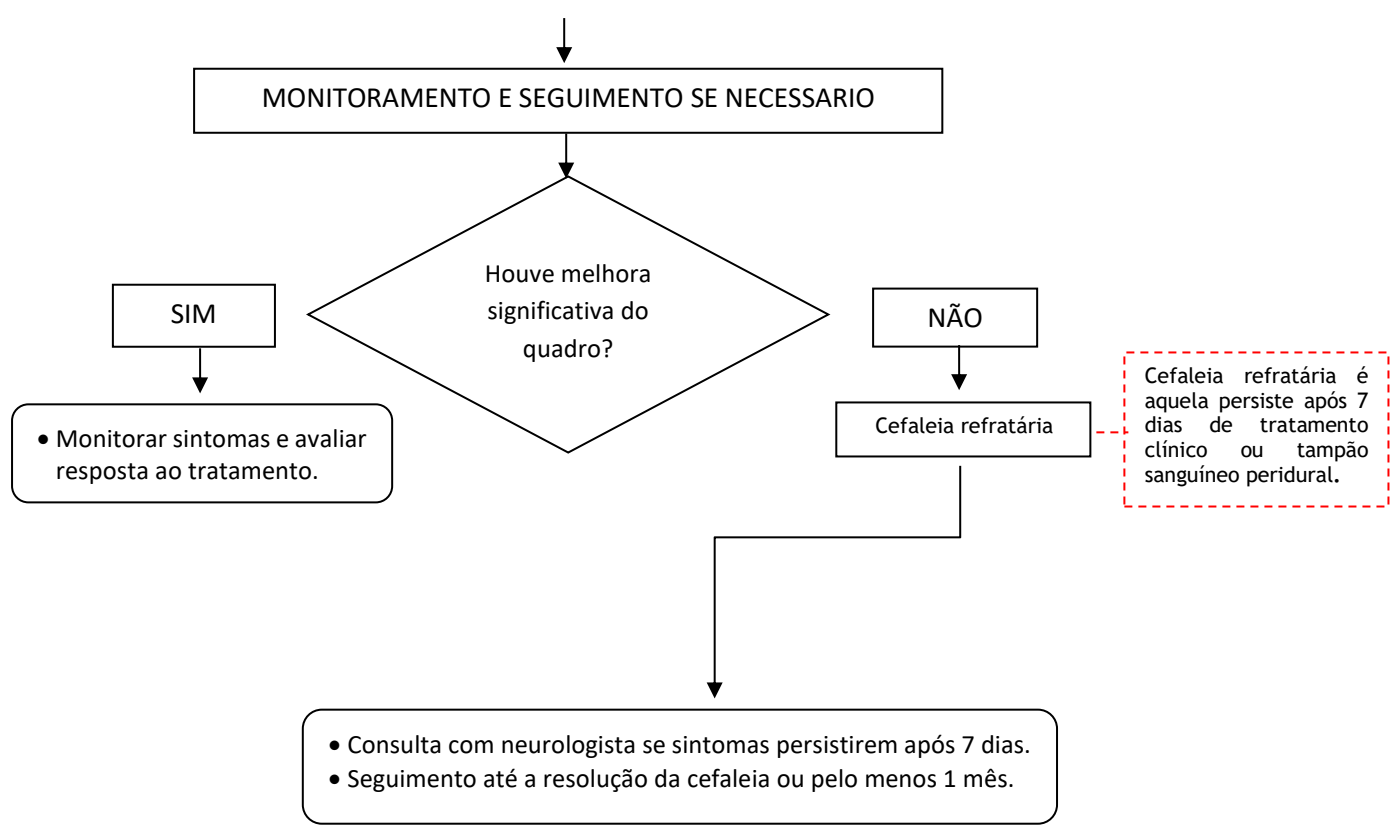 MONITORAMENTO E SEGUIMENTO SE NECESSARIO
Houve melhora
significativa do
quadro?
SIM
NÃO
• Monitorar sintomas e avaliar
resposta ao tratamento.
Cefaleia refratária
Cefaleia refratária é
aquela persiste após 7
dias de tratamento
clínico ou tampão
sanguíneo peridural.
• Consulta com neurologista se sintomas persistirem após 7 dias.
• Seguimento até a resolução da cefaleia ou pelo menos 1 mês.